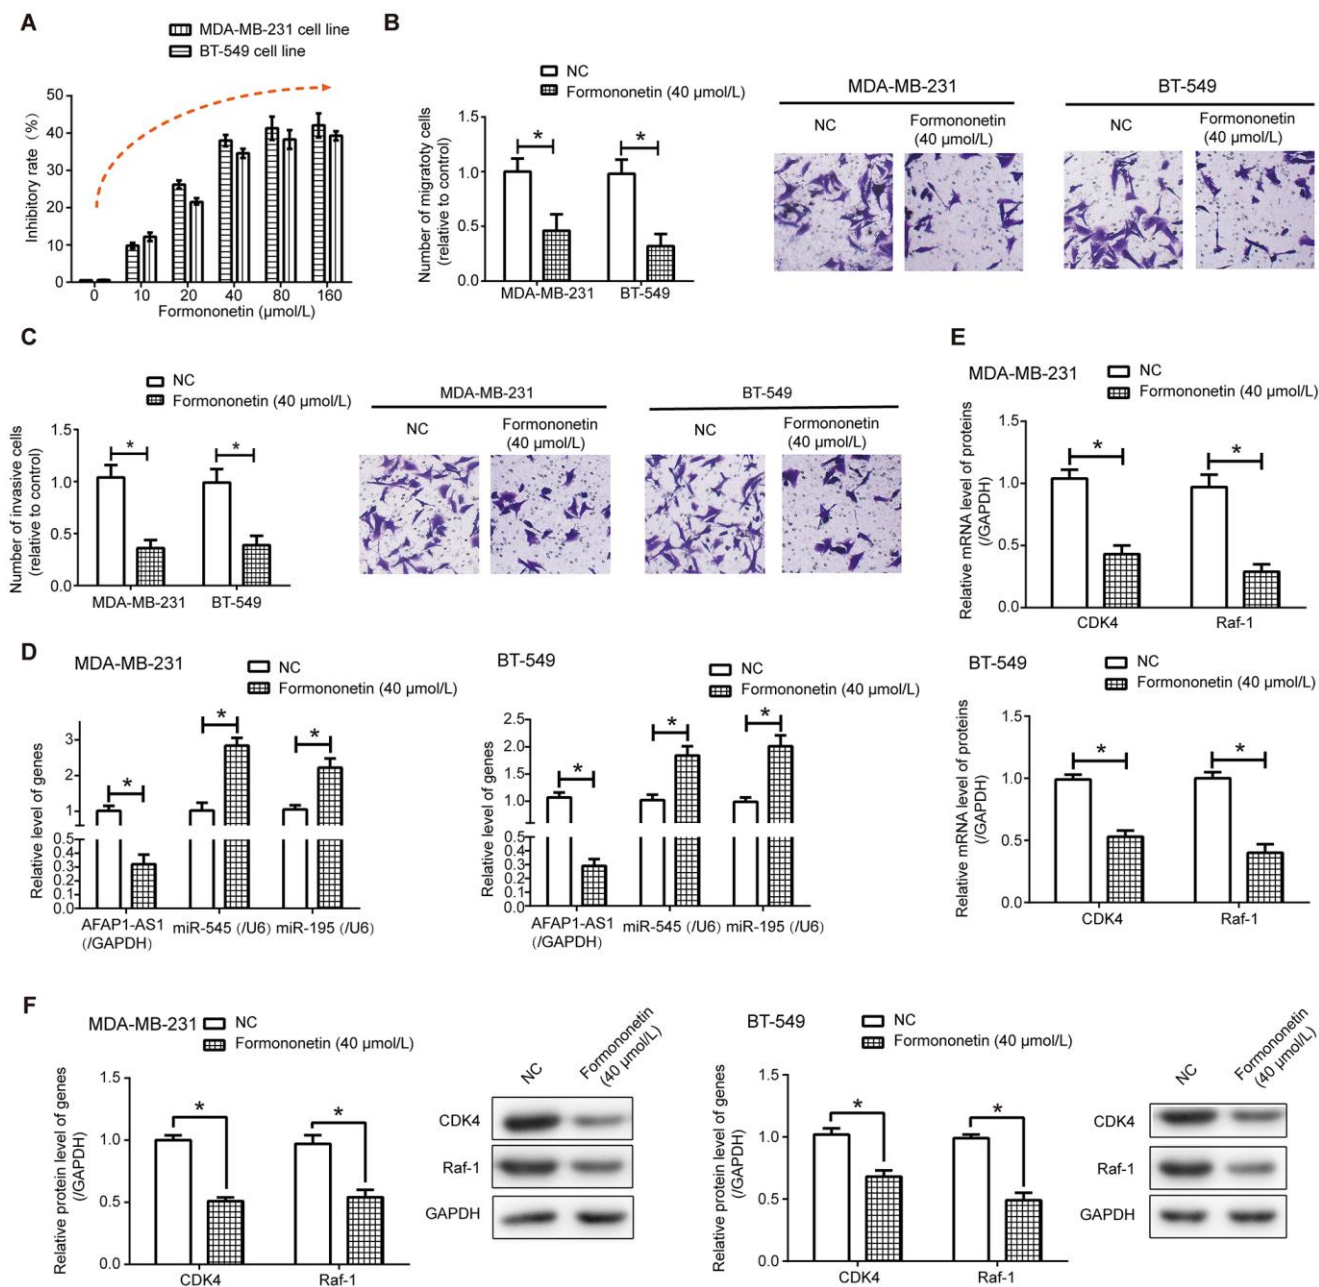 A
MDA-MB-231 cell line
BT-549 cell line
Inhibitory rate (%)
50
40
30
20
10
0
0 10 20 40 80 160
Formononetin (µmol/L)
B
NC
Formononetin (40 µmol/L)
Number of migratoty cells
(relative to control)
1.5
1.0
0.5
0.0
* *
MDA-MB-231 BT-549
MDA-MB-231
NC Formononetin
(40 µmol/L)
BT-549
NC Formononetin
(40 µmol/L)
C
NC
Formononetin (40 µmol/L)
Number of invasive cells
(relative to control)
1.5
1.0
0.5
0.0
* *
MDA-MB-231 BT-549
MDA-MB-231
NC Formononetin
(40 µmol/L)
BT-549
NC Formononetin
(40 µmol/L)
D
MDA-MB-231
NC
Formononetin (40 µmol/L)
Relative level of genes
3
2
1
0.5
0.4
0.3
0.2
0.1
0.0
* * *
AFAP1-AS1 miR-545 (/U6) miR-195 (/U6)
(/GAPDH)
BT-549
NC
Formononetin (40 µmol/L)
Relative level of genes
2.5
2.0
1.5
1.0
0.5
0.4
0.3
0.2
0.1
0.0
* * *
AFAP1-AS1 miR-545 (/U6) miR-195 (/U6)
(/GAPDH)
E
MDA-MB-231
NC
Formononetin (40 µmol/L)
Relative mRNA level of proteins
(/GAPDH)
1.5
1.0
0.5
0.0
* *
CDK4 Raf-1
BT-549
NC
Formononetin (40 µmol/L)
Relative mRNA level of proteins
(/GAPDH)
1.5
1.0
0.5
0.0
* *
CDK4 Raf-1
F
MDA-MB-231
NC
Formononetin (40 µmol/L)
Relative protein level of genes
(/GAPDH)
1.5
1.0
0.5
0.0
* *
CDK4 Raf-1
NC Formononetin
(40 µmol/L)
CDK4
Raf-1
GAPDH
BT-549
NC
Formononetin (40 µmol/L)
Relative protein level of genes
(/GAPDH)
1.5
1.0
0.5
0.0
* *
CDK4 Raf-1
NC Formononetin
(40 µmol/L)
CDK4
Raf-1
GAPDH